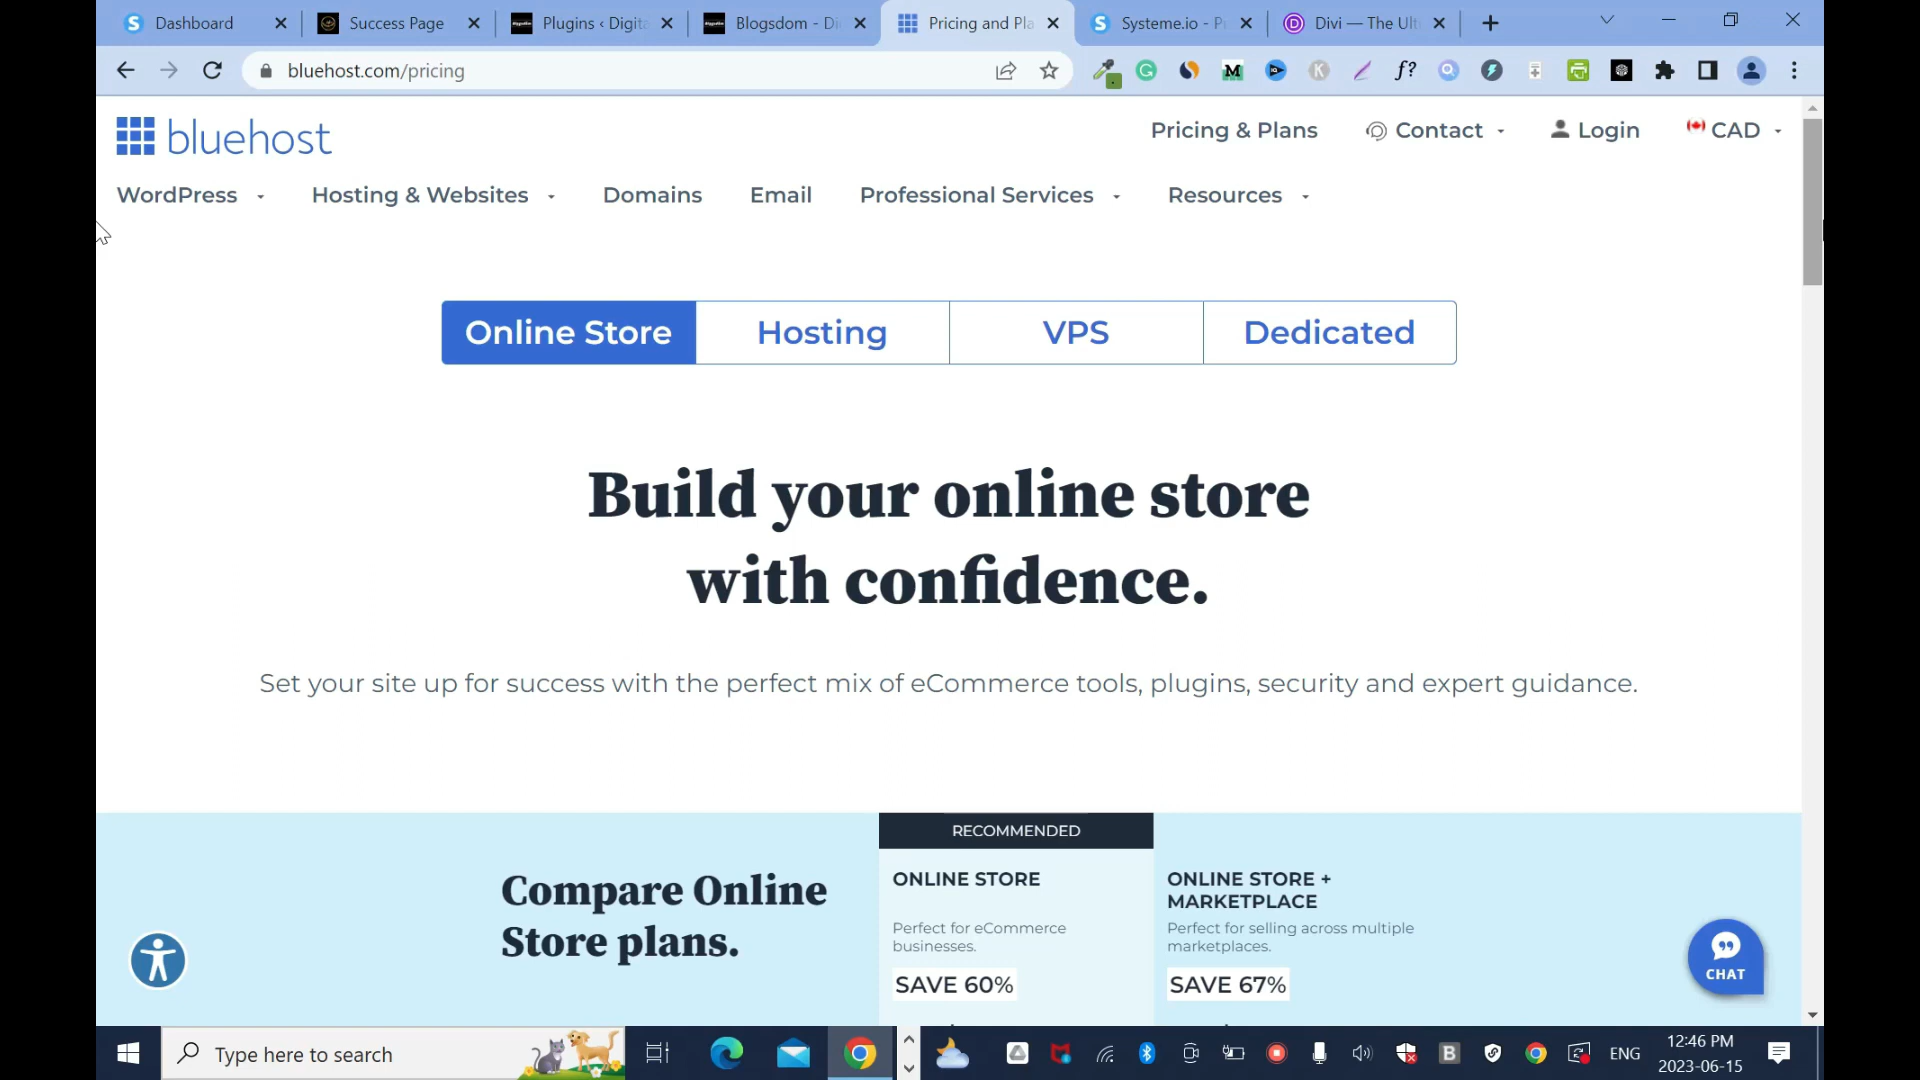 Dashboard Success Page Plugins ‹ Digita Blogsdom - Di Pricing and Pla Systeme.io - P Divi — The Ult
bluehost.com/pricing
bluehost
Pricing & Plans Contact Login CAD
WordPress Hosting & Websites Domains Email Professional Services Resources
Online Store Hosting VPS Dedicated
Build your online store
with confidence.
Set your site up for success with the perfect mix of eCommerce tools, plugins, security and expert guidance.
RECOMMENDED
Compare Online
Store plans.
ONLINE STORE
Perfect for eCommerce
businesses.
SAVE 60%
ONLINE STORE +
MARKETPLACE
Perfect for selling across multiple
marketplaces.
SAVE 67%
CHAT
Type here to search
ENG
12:46 PM
2023-06-15